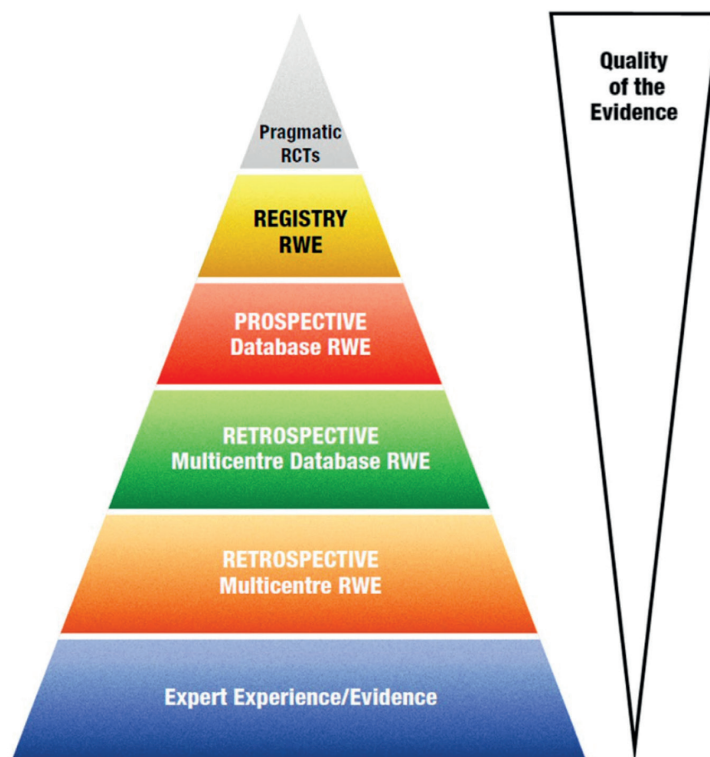 Quality
of the
Evidence
Pragmatic
RCTs
REGISTRY
RWE
PROSPECTIVE
Database RWE
RETROSPECTIVE
Multicentre Database RWE
RETROSPECTIVE
Multicentre RWE
Expert Experience/Evidence